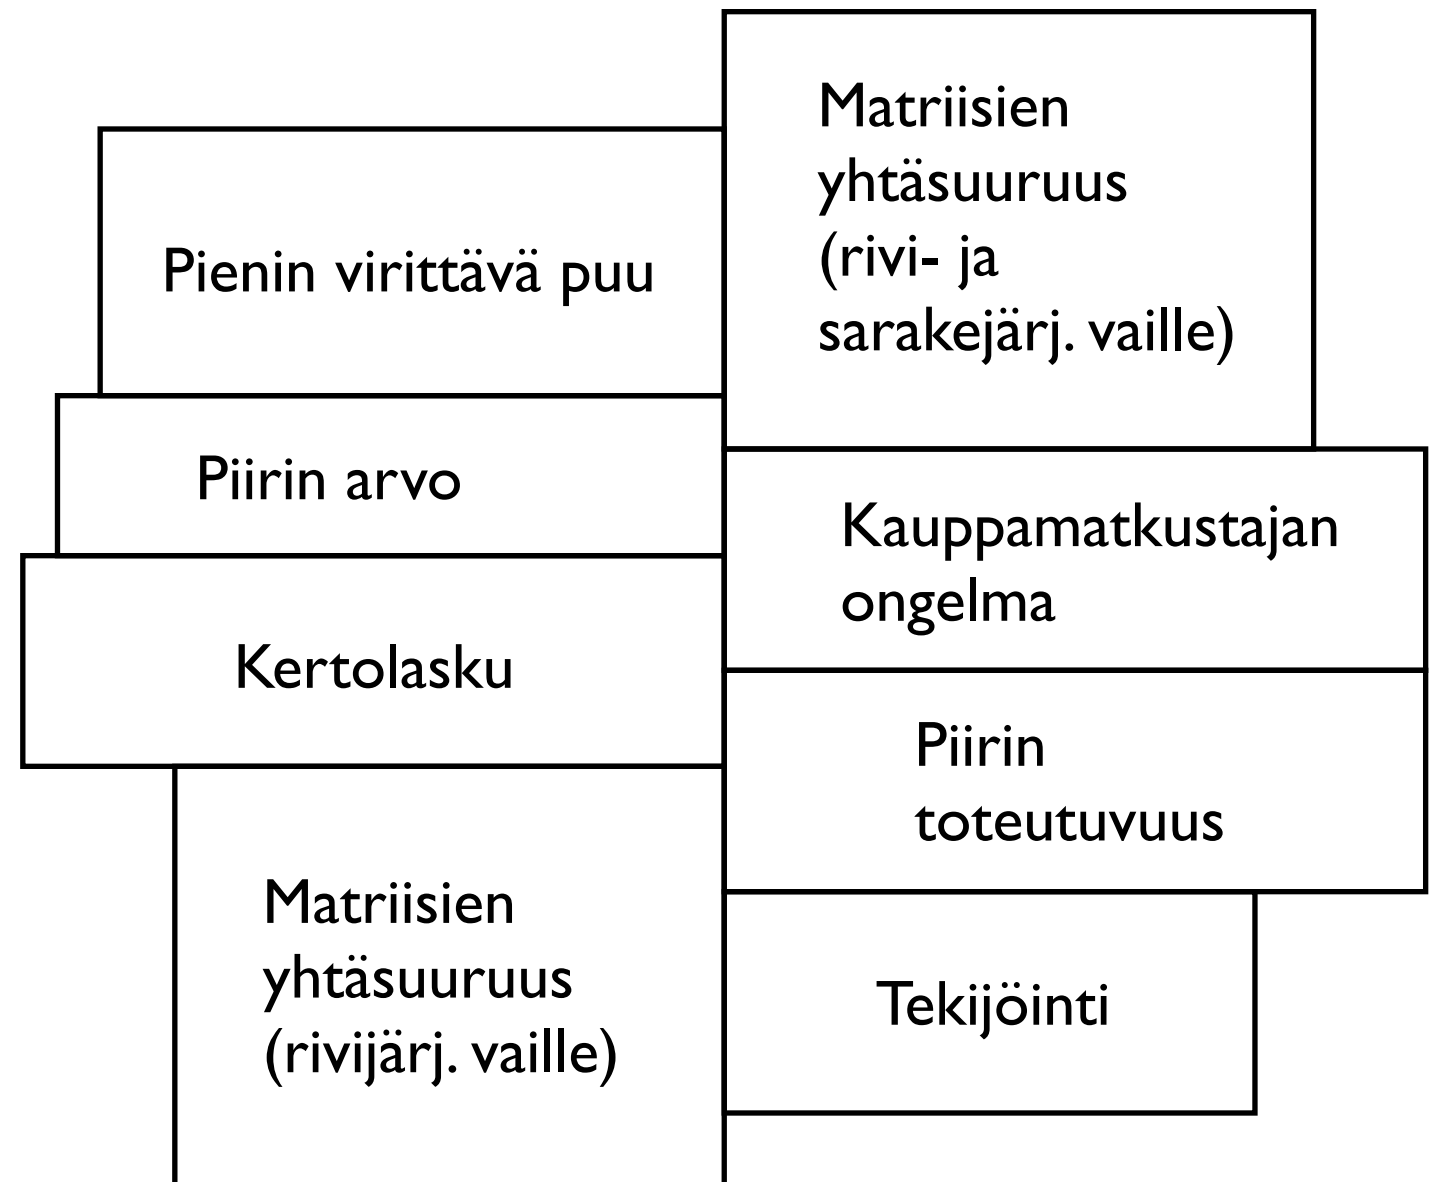 Pienin virittävä puu
Piirin arvo
Kertolasku
Matriisien
yhtäsuuruus
(rivijärj. vaille)
Matriisien
yhtäsuuruus
(rivi- ja
sarakejärj. vaille)
Kauppamatkustajan
ongelma
Piirin
toteutuvuus
Tekijöinti